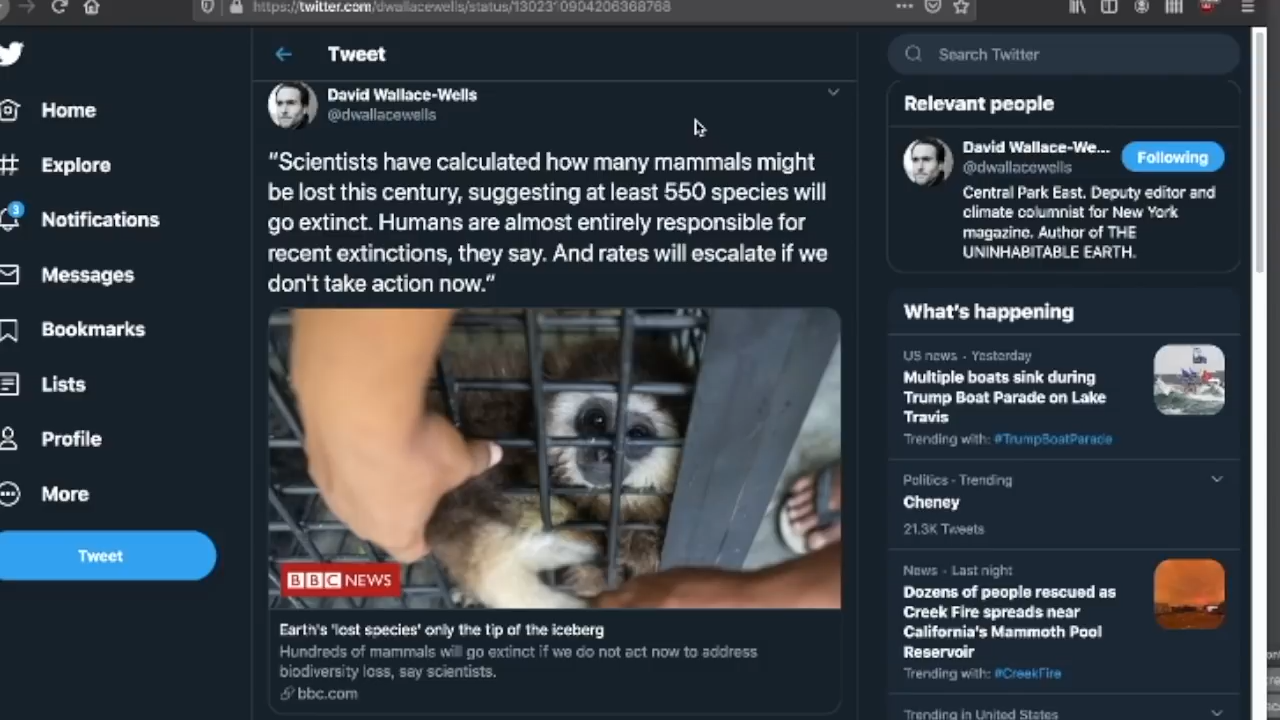 https://twitter.com/dwallacewells/status/1302310904206368768
Tweet
Search Twitter
Home
Explore
3
Notifications
Messages
Bookmarks
Lists
Profile
More
Tweet
David Wallace-Wells
@dwallacewells
“Scientists have calculated how many mammals might
be lost this century, suggesting at least 550 species will
go extinct. Humans are almost entirely responsible for
recent extinctions, they say. And rates will escalate if we
don't take action now.”
BBC NEWS
Earth's 'lost species' only the tip of the iceberg
Hundreds of mammals will go extinct if we do not act now to address
biodiversity loss, say scientists.
bbc.com
Relevant people
David Wallace-We...
@dwallacewells
Following
Central Park East. Deputy editor and
climate columnist for New York
magazine. Author of THE
UNINHABITABLE EARTH.
What's happening
US news · Yesterday
Multiple boats sink during
Trump Boat Parade on Lake
Travis
Trending with: #TrumpBoatParade
Politics · Trending
Cheney
21.3K Tweets
News · Last night
Dozens of people rescued as
Creek Fire spreads near
California's Mammoth Pool
Reservoir
Trending with: #CreekFire
Trending in United States